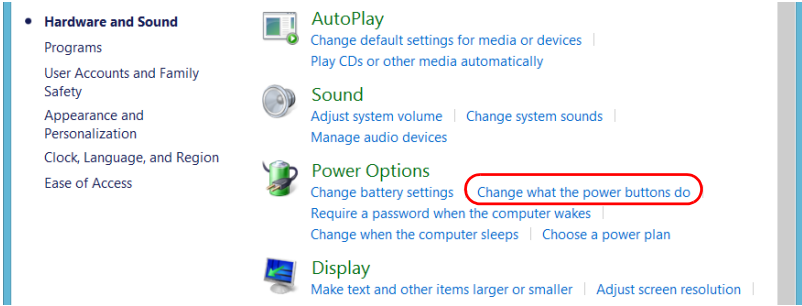 Hardware and Sound
Programs
User Accounts and Family
Safety
Appearance and
Personalization
Clock, Language, and Region
Ease of Access
AutoPlay
Change default settings for media or devices
Play CDs or other media automatically
Sound
Adjust system volume Change system sounds
Manage audio devices
Power Options
Change battery settings Change what the power buttons do
Require a password when the computer wakes
Change when the computer sleeps Choose a power plan
Display
Make text and other items larger or smaller Adjust screen resolution